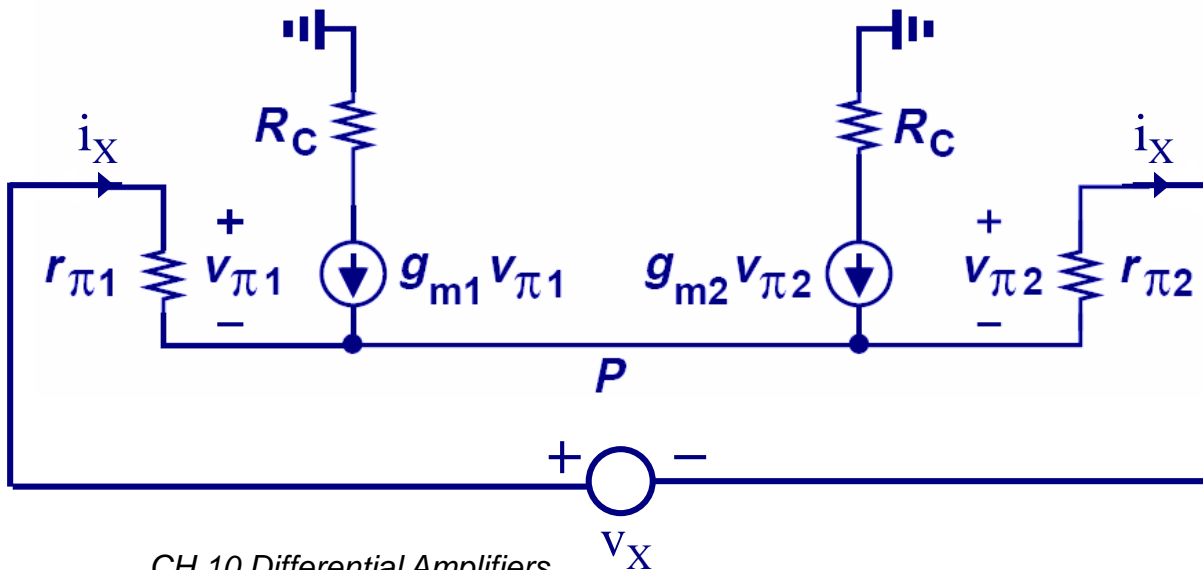 i_X
R_C
R_C
i_X
r_π1
+
v_π1
−
g_m1 v_π1
g_m2 v_π2
+
v_π2
−
r_π2
P
+
−
v_X
CH 10 Differential Amplifiers